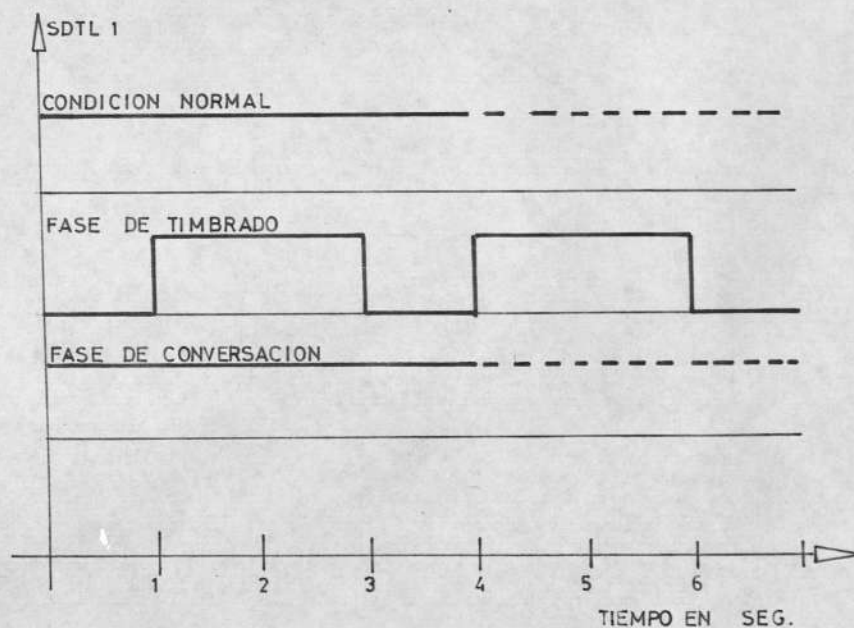 SDTL 1
CONDICION NORMAL
FASE DE TIMBRADO
FASE DE CONVERSACION
1 2 3 4 5 6
TIEMPO EN SEG.